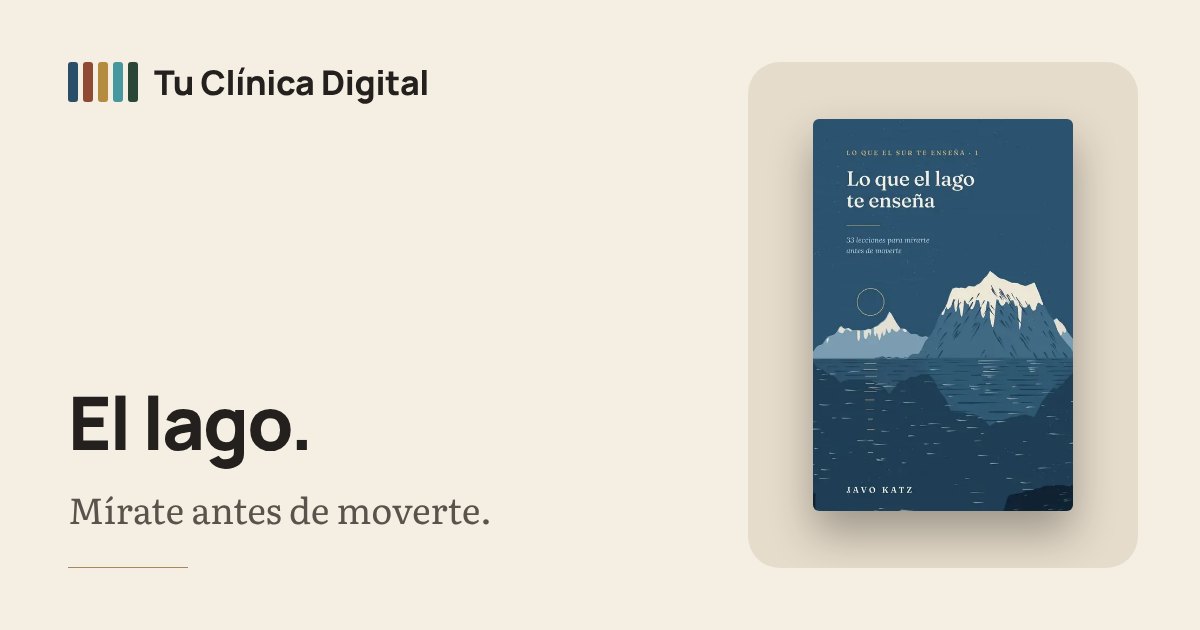 Tu Clínica Digital
LO QUE EL SUR TE ENSEÑA · 1
Lo que el lago
te enseña
33 lecciones para mirarte
antes de moverte
JAVO KATZ
El lago.
Mírate antes de moverte.